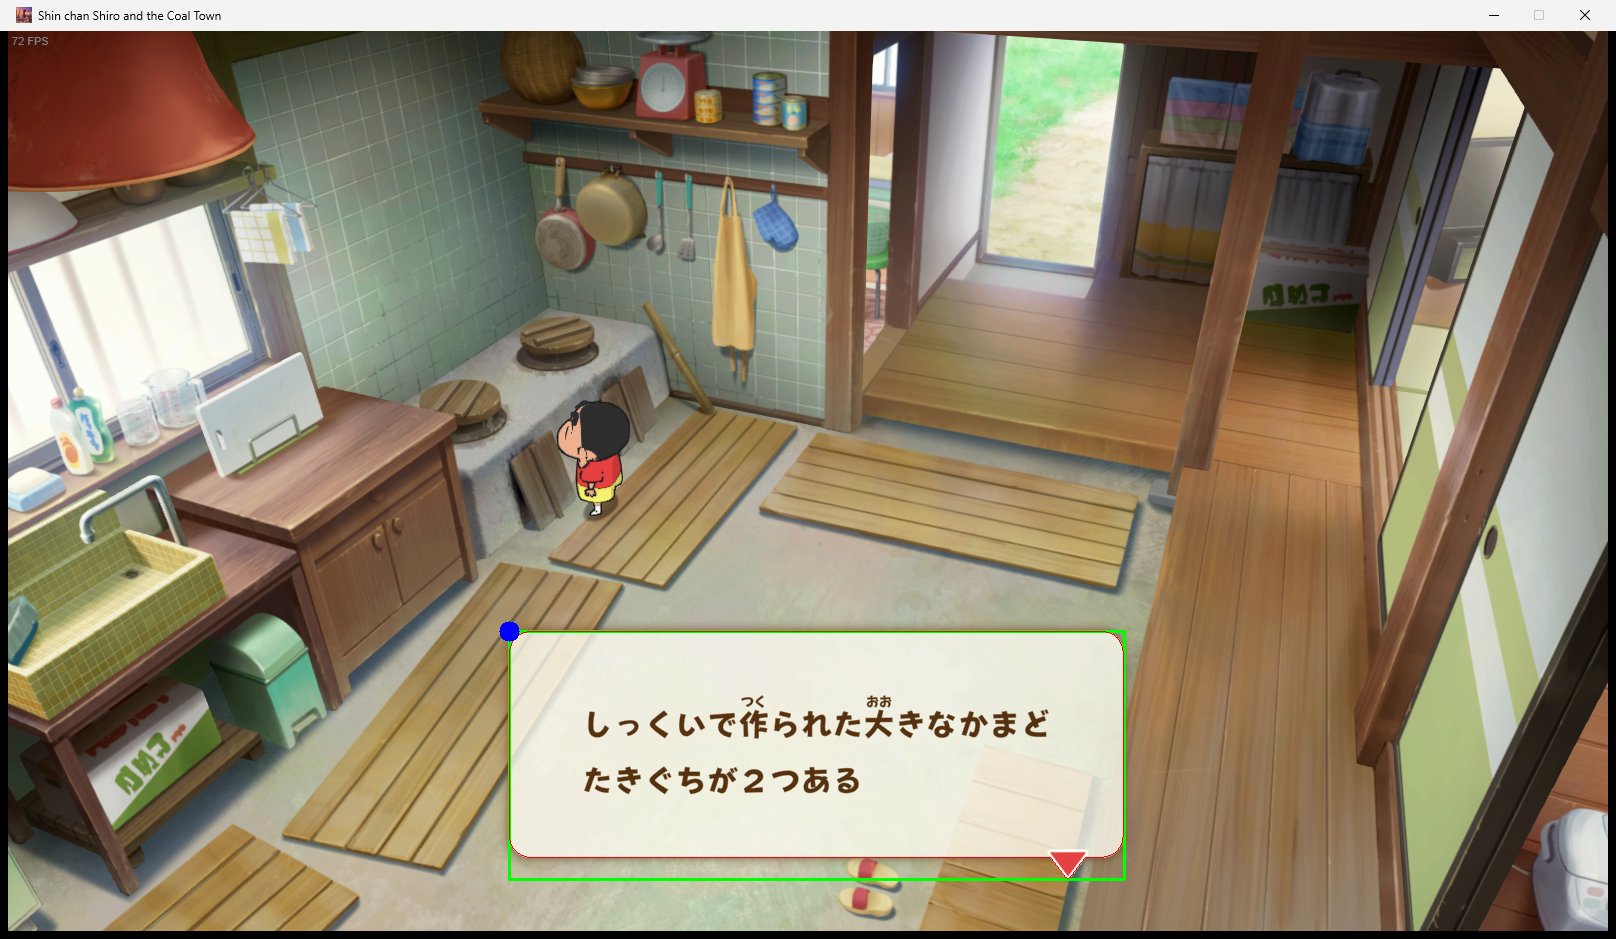 Shin chan Shiro and the Coal Town
72 FPS
しっくいで作られた大きなかまど
つく おお
たきぐちが２つある